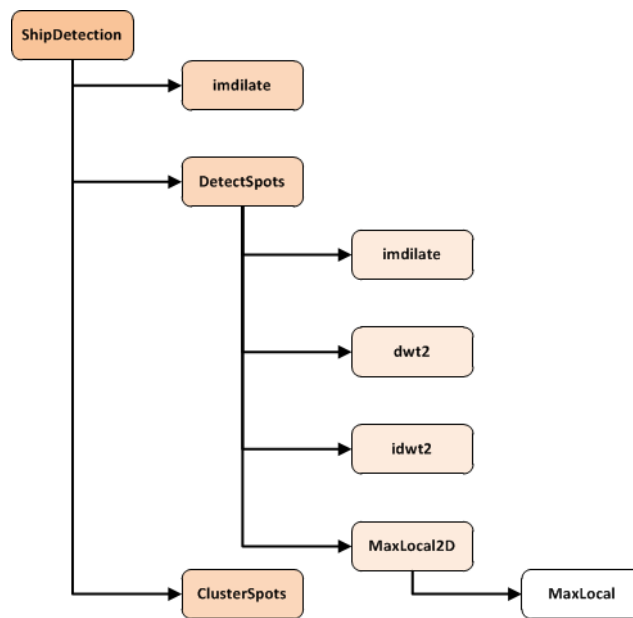 ShipDetection
imdilate
DetectSpots
imdilate
dwt2
idwt2
MaxLocal2D
MaxLocal
ClusterSpots